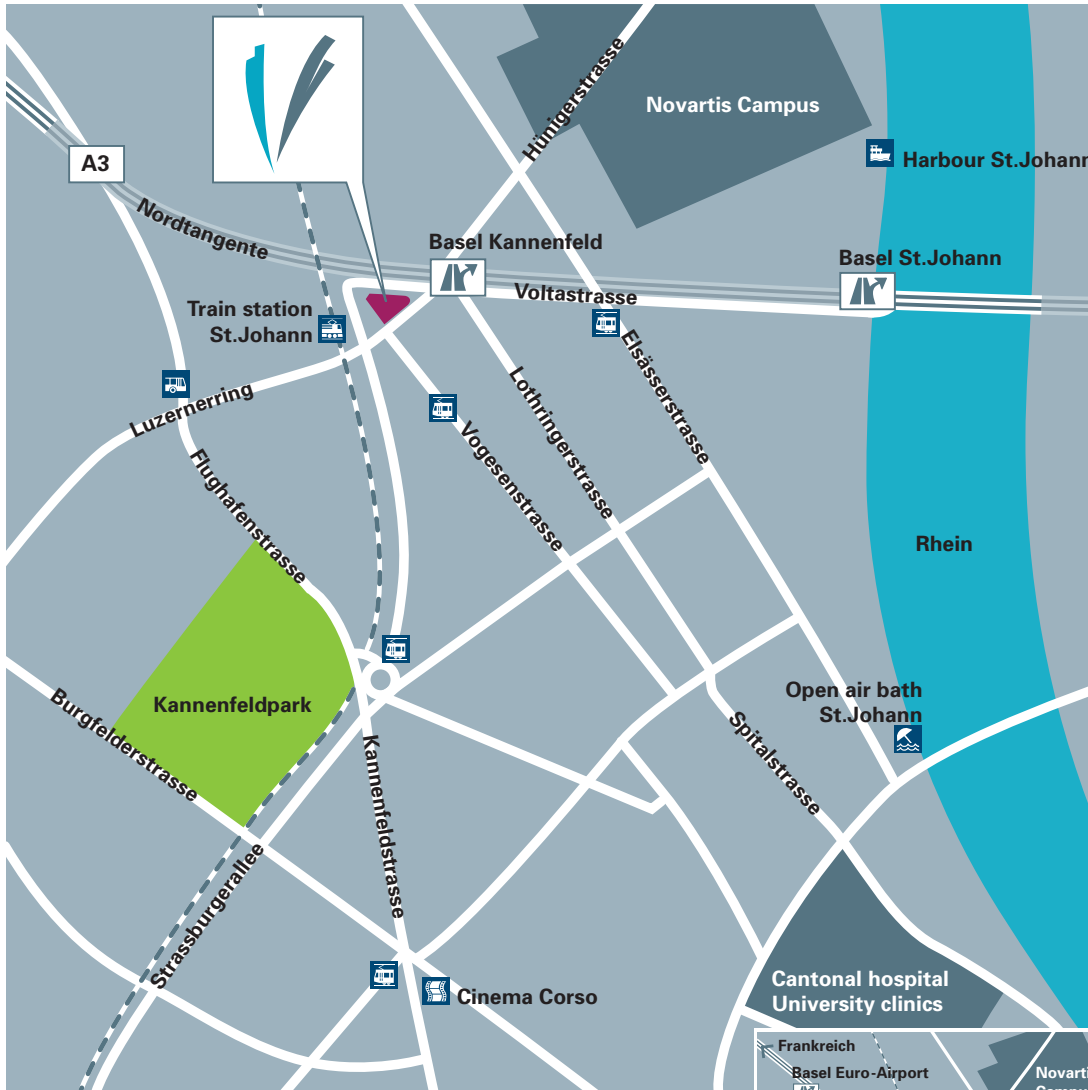 Novartis Campus
Hünigerstrasse
A3
Harbour St.Johann
Nordtangente
Basel Kannenfeld
Basel St.Johann
Voltastrasse
Train station
St.Johann
Elsässerstrasse
Luzernerring
Lothringerstrasse
Vogesenstrasse
Flughafenstrasse
Rhein
Kannenfeldpark
Open air bath
St.Johann
Burgfelderstrasse
Spitalstrasse
Kannenfeldstrasse
Strassburgerallee
Cantonal hospital
University clinics
Cinema Corso
Frankreich
Basel Euro-Airport